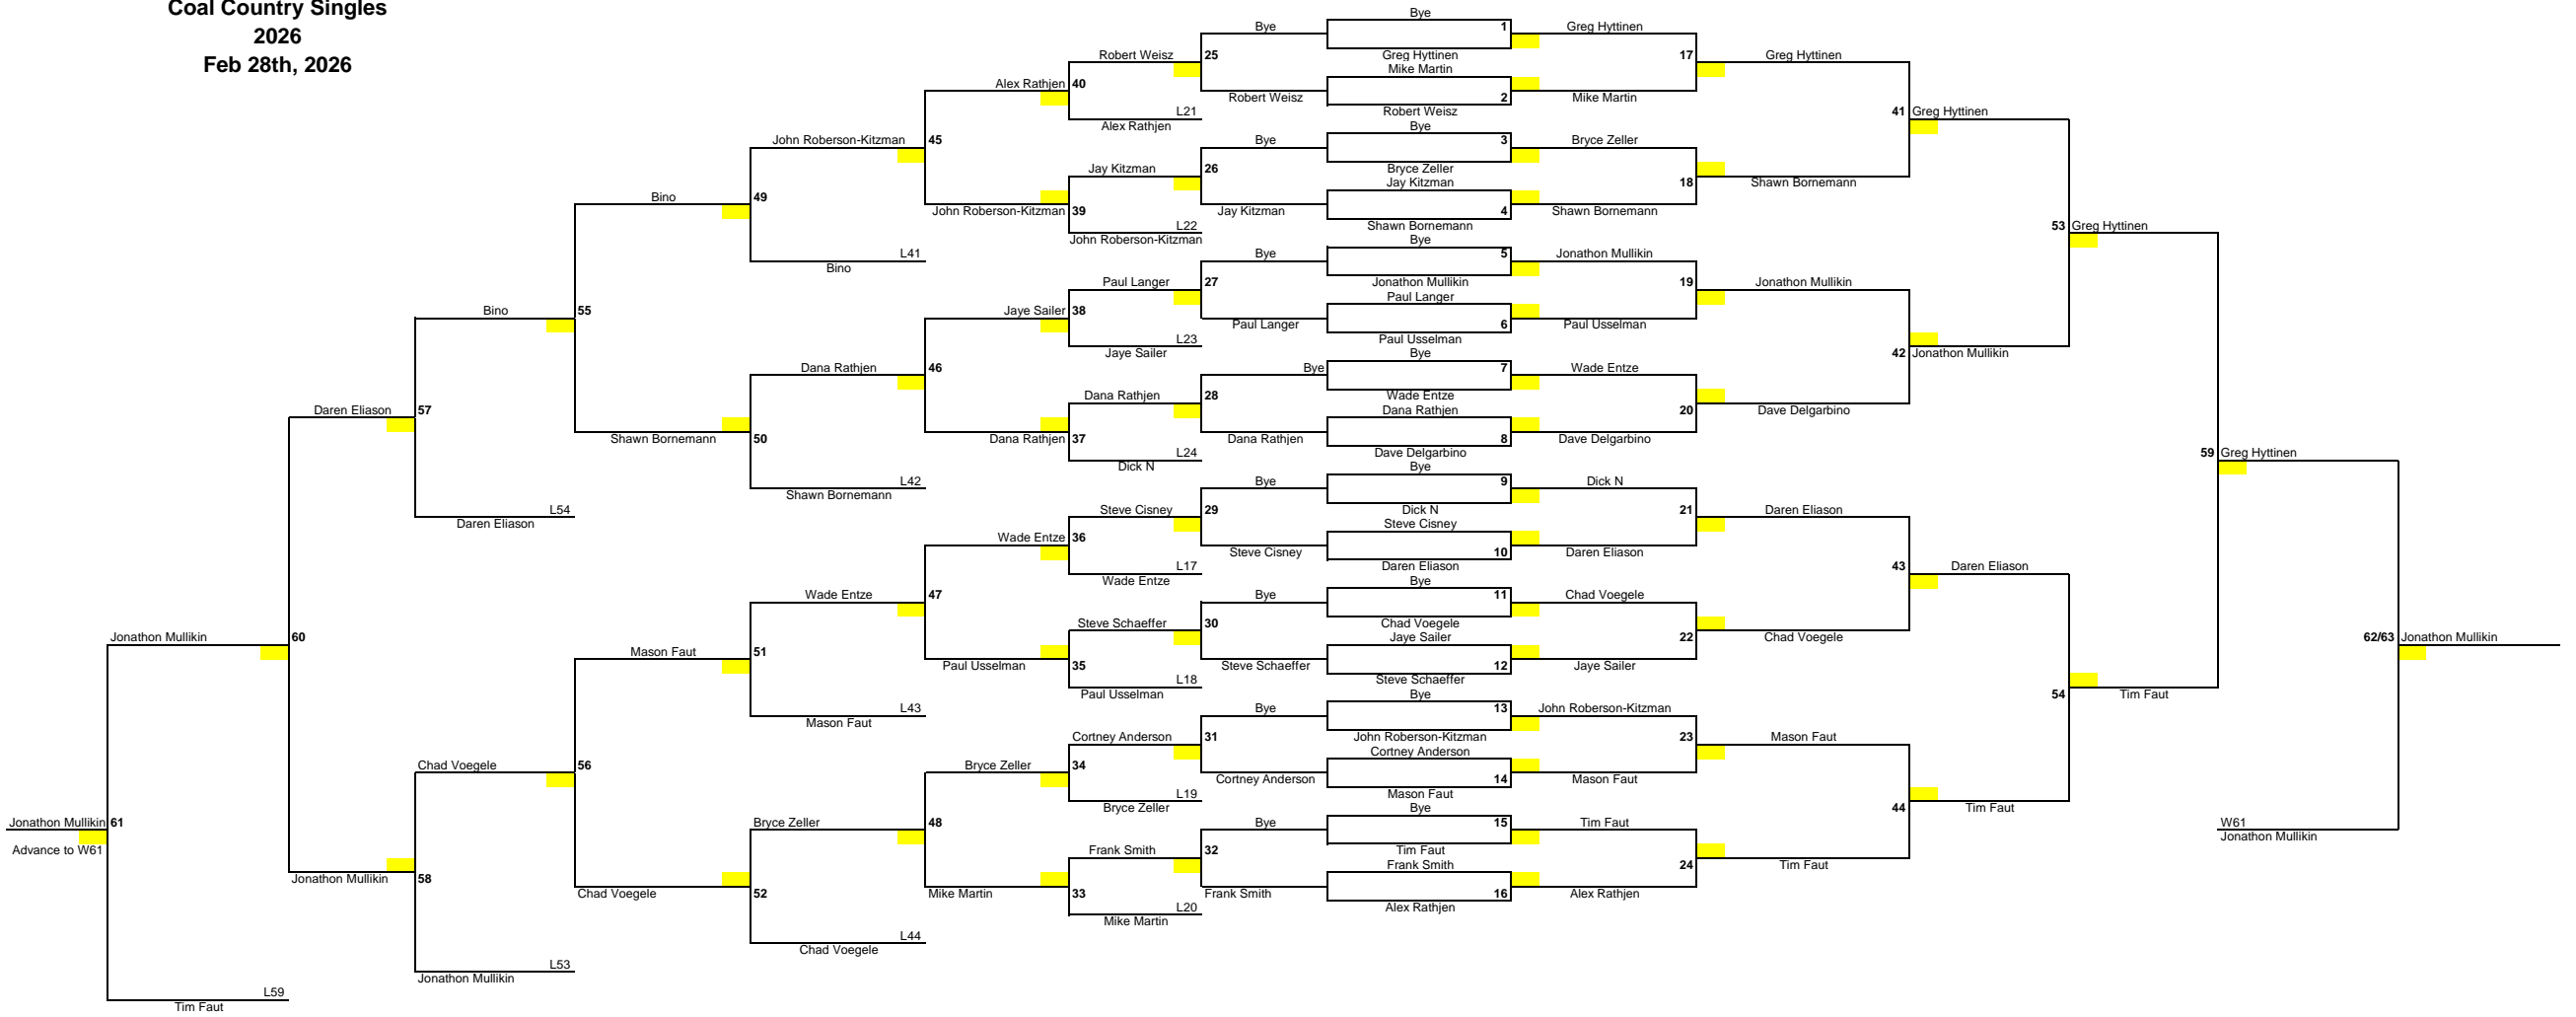 Coal Country Singles
2026
Feb 28th, 2026
Bye
Bye 1 Greg Hyttinen
Robert Weisz 25 Greg Hyttinen 17 Greg Hyttinen
Mike Martin
Alex Rathjen 40
Robert Weisz 2 Mike Martin
L21 Robert Weisz 41 Greg Hyttinen
Alex Rathjen Bye
John Roberson-Kitzman 45 Bye 3 Bryce Zeller
Jay Kitzman 26 Bryce Zeller
Jay Kitzman 18 Shawn Bornemann
Bino 49
John Roberson-Kitzman 39 Jay Kitzman 4 Shawn Bornemann
L22 Shawn Bornemann 53 Greg Hyttinen
John Roberson-Kitzman Bye
L41 Bye 5 Jonathon Mullikin
Bino
Paul Langer 27 Jonathon Mullikin 19 Jonathon Mullikin
Paul Langer
Bino 55 Jaye Sailer 38
Paul Langer 6 Paul Usselman
L23 Paul Usselman
Jaye Sailer Bye 42 Jonathon Mullikin
Dana Rathjen 46 Bye 7 Wade Entze
Dana Rathjen 28 Wade Entze
Daren Eliason 57 Dana Rathjen 20 Dave Delgarbino
Shawn Bornemann 50 Dana Rathjen 37 Dana Rathjen 8 Dave Delgarbino
L24 Dave Delgarbino 59 Greg Hyttinen
Dick N Bye
L42 Bye 9 Dick N
Shawn Bornemann
L54 Steve Cisney 29 Dick N 21 Daren Eliason
Daren Eliason Steve Cisney
Wade Entze 36
Steve Cisney 10 Daren Eliason
L17 Daren Eliason 43 Daren Eliason
Wade Entze Bye
Wade Entze 47 Bye 11 Chad Voegele
Steve Schaeffer 30 Chad Voegele
Jonathon Mullikin 60 Jaye Sailer 22 Chad Voegele 62/63 Jonathon Mullikin
Mason Faut 51
Paul Usselman 35 Steve Schaeffer 12 Jaye Sailer
L18 Steve Schaeffer
Paul Usselman Bye 54 Tim Faut
L43 Bye 13 John Roberson-Kitzman
Mason Faut
Cortney Anderson 31 John Roberson-Kitzman 23 Mason Faut
Cortney Anderson
Chad Voegele 56 Bryce Zeller 34
Cortney Anderson 14 Mason Faut
L19 Mason Faut
Bryce Zeller Bye 44 Tim Faut
Jonathon Mullikin 61 Bryce Zeller 48 Bye 15 Tim Faut W61
Jonathon Mullikin
Advance to W61 Frank Smith 32 Tim Faut
Frank Smith 24 Tim Faut
Jonathon Mullikin 58
Chad Voegele 52 Mike Martin 33 Frank Smith 16 Alex Rathjen
L20 Alex Rathjen
Mike Martin
L44
Chad Voegele
L53
Jonathon Mullikin
L59
Tim Faut